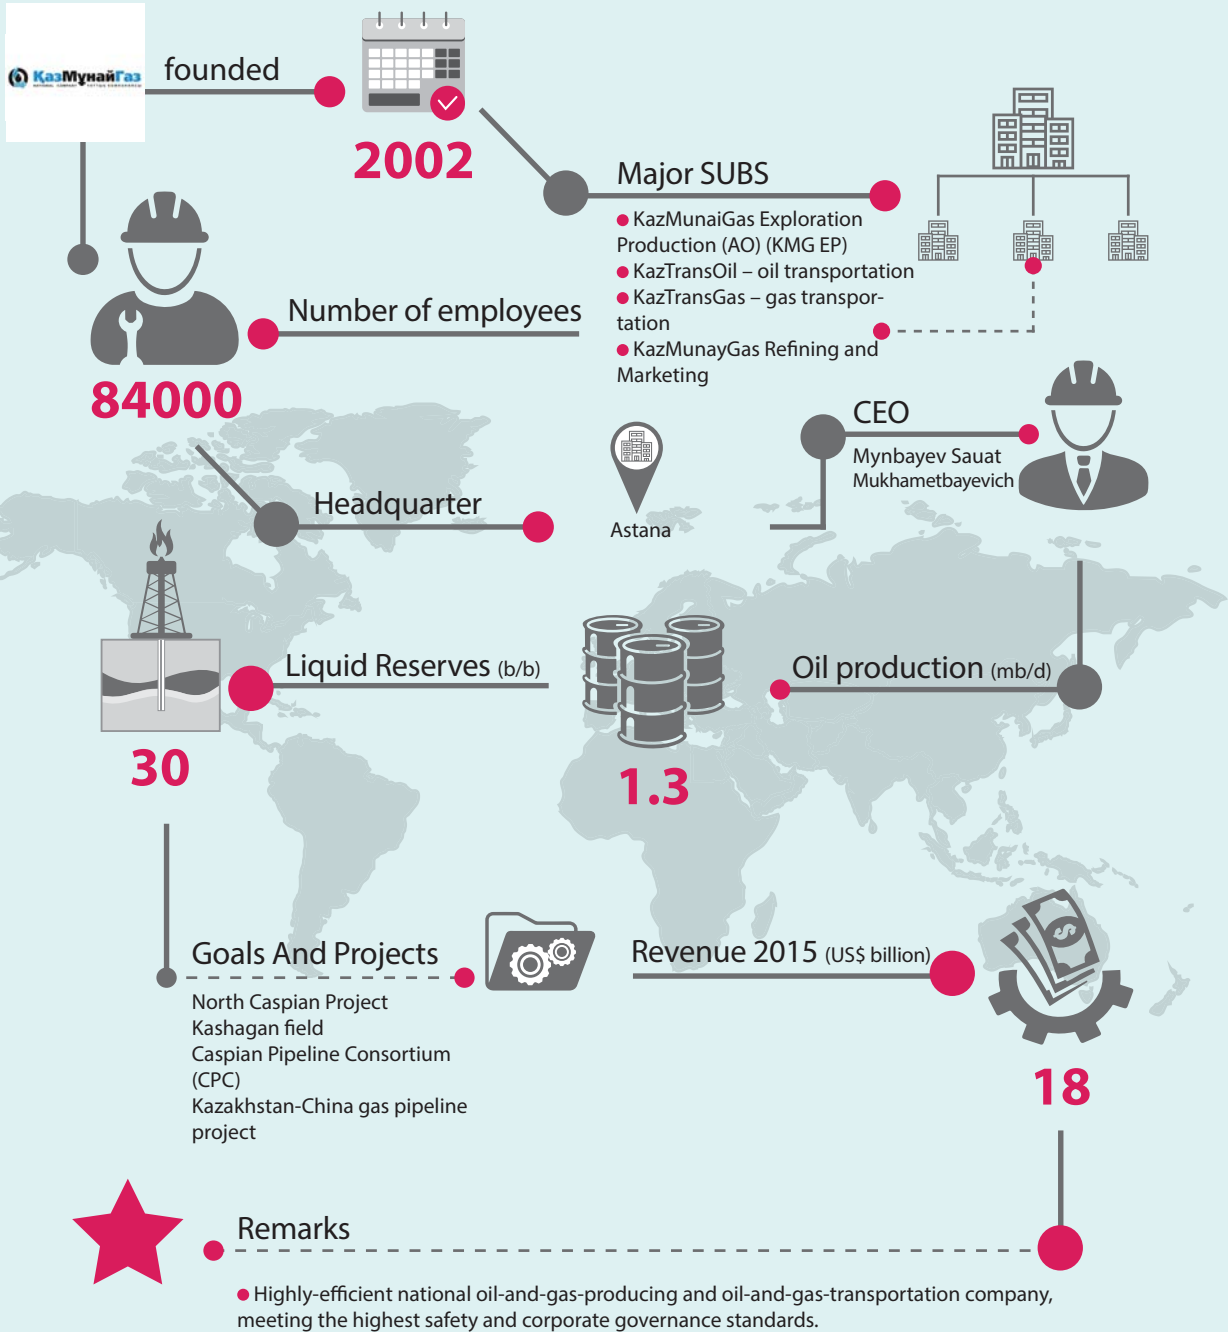 ҚазМұнайГаз
founded
2002
Major SUBS
● KazMunaiGas Exploration
Production (AO) (KMG EP)
● KazTransOil – oil transportation
● KazTransGas – gas transpor-
tation
● KazMunayGas Refining and
Marketing
Number of employees
84000
CEO
Mynbayev Sauat
Mukhametbayevich
Headquarter
Astana
Liquid Reserves (b/b)
30
Oil production (mb/d)
1.3
Goals And Projects
North Caspian Project
Kashagan field
Caspian Pipeline Consortium
(CPC)
Kazakhstan-China gas pipeline
project
Revenue 2015 (US$ billion)
18
Remarks
● Highly-efficient national oil-and-gas-producing and oil-and-gas-transportation company,
meeting the highest safety and corporate governance standards.